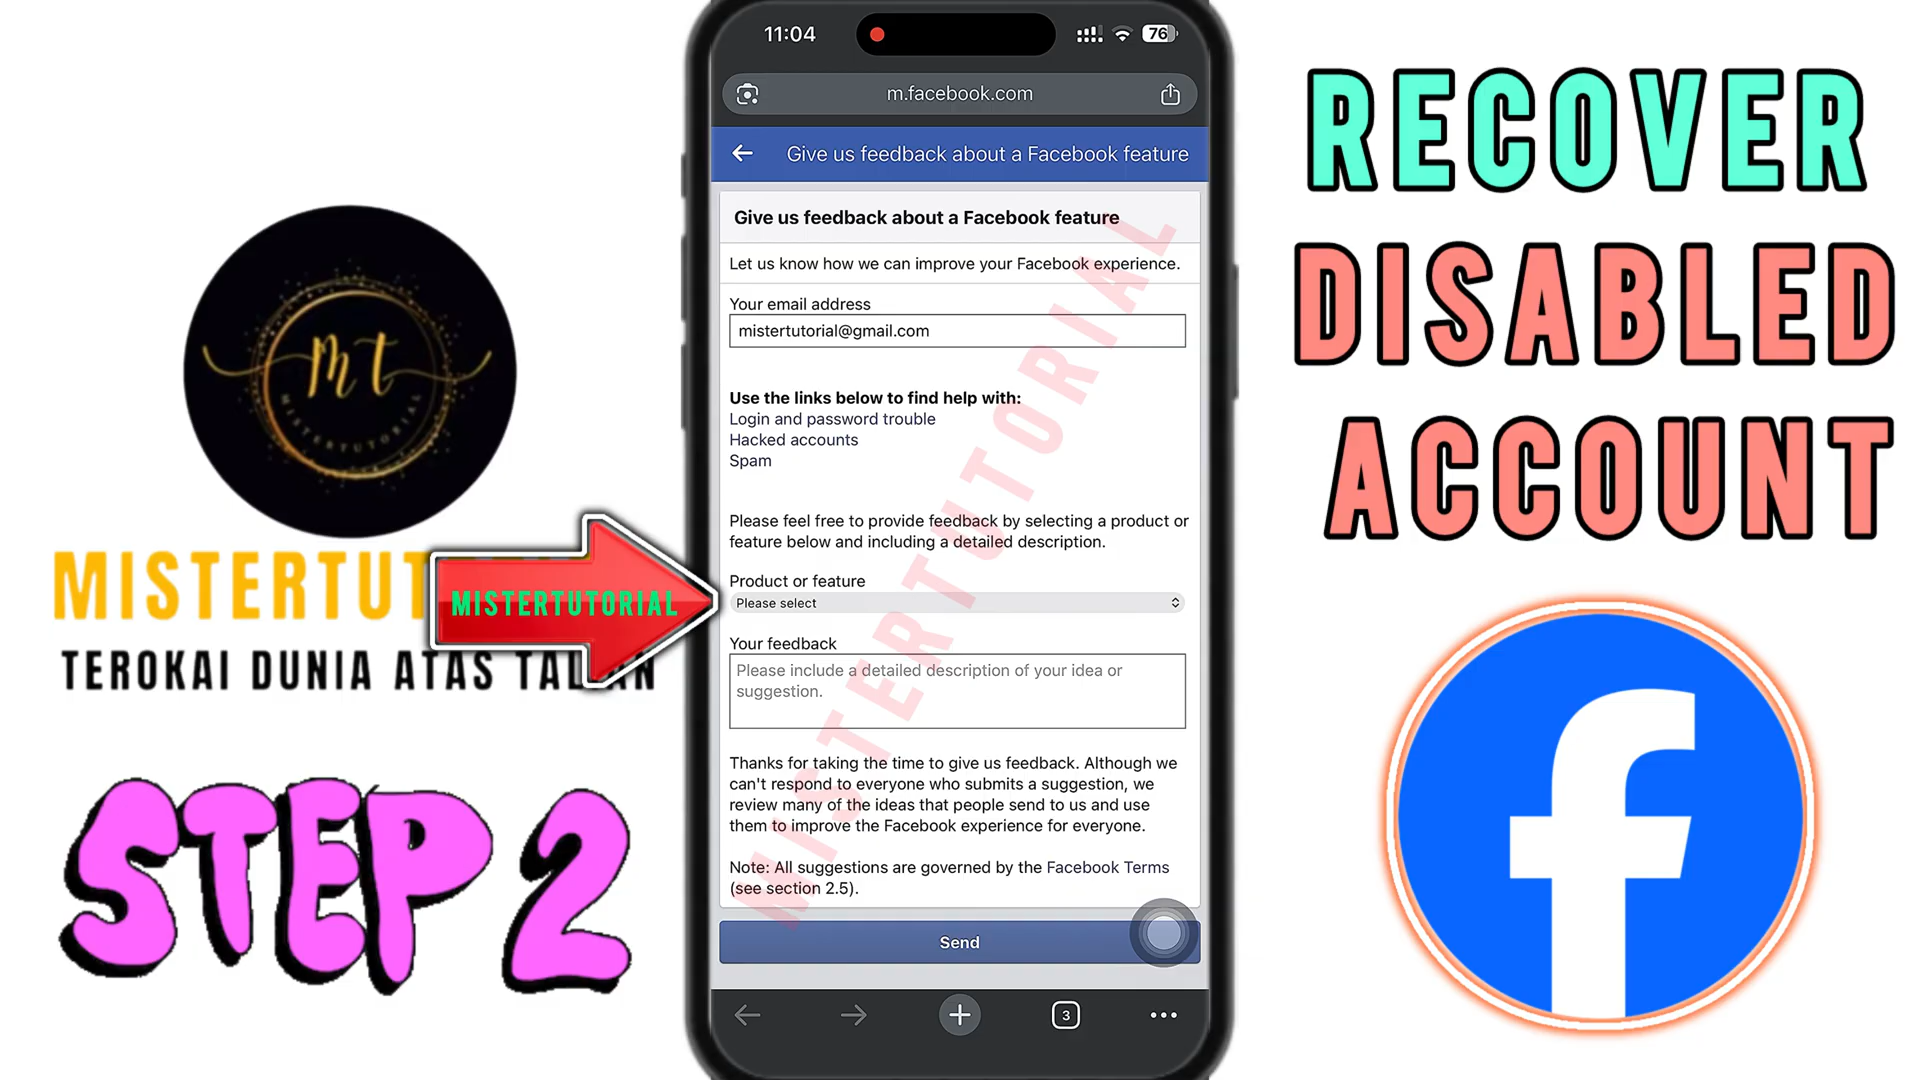 MT
MISTERTUTORIAL
MISTERTUT
TEROKAI DUNIA ATAS TALIAN
STEP 2
MISTERTUTORIAL
11:04
76
m.facebook.com
Give us feedback about a Facebook feature
Give us feedback about a Facebook feature
Let us know how we can improve your Facebook experience.
Your email address
mistertutorial@gmail.com
Use the links below to find help with:
Login and password trouble
Hacked accounts
Spam
Please feel free to provide feedback by selecting a product or
feature below and including a detailed description.
Product or feature
Please select
Your feedback
Please include a detailed description of your idea or
suggestion.
Thanks for taking the time to give us feedback. Although we
can't respond to everyone who submits a suggestion, we
review many of the ideas that people send to us and use
them to improve the Facebook experience for everyone.
Note: All suggestions are governed by the Facebook Terms
(see section 2.5).
Send
3
MISTERTUTORIAL
RECOVER
DISABLED
ACCOUNT
f